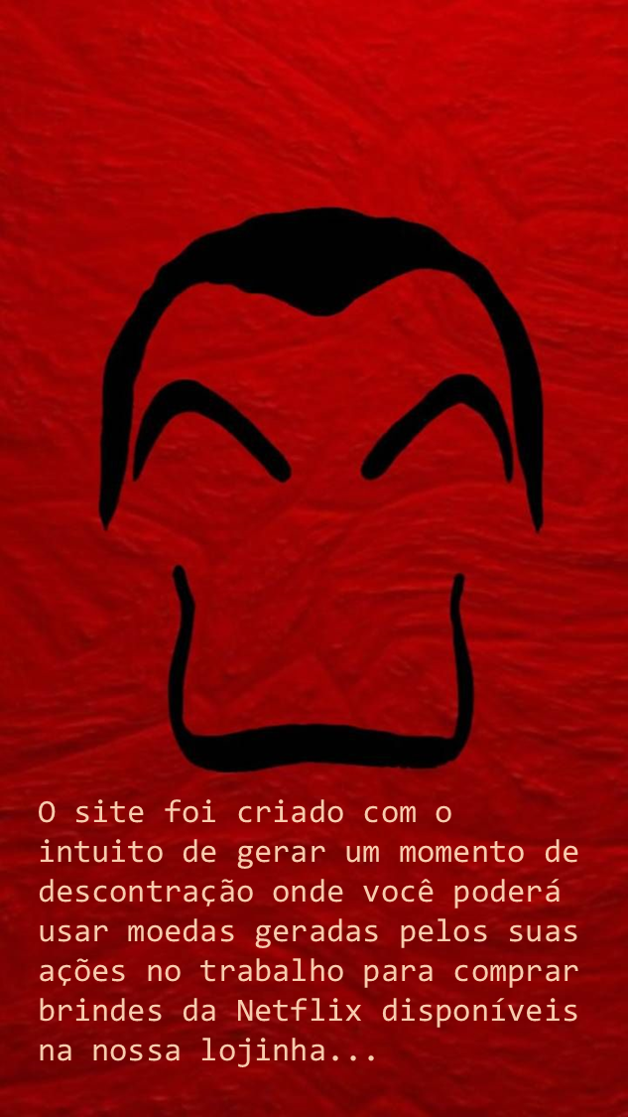 O site foi criado com o
intuito de gerar um momento de
descontração onde você poderá
usar moedas geradas pelos suas
ações no trabalho para comprar
brindes da Netflix disponíveis
na nossa lojinha...